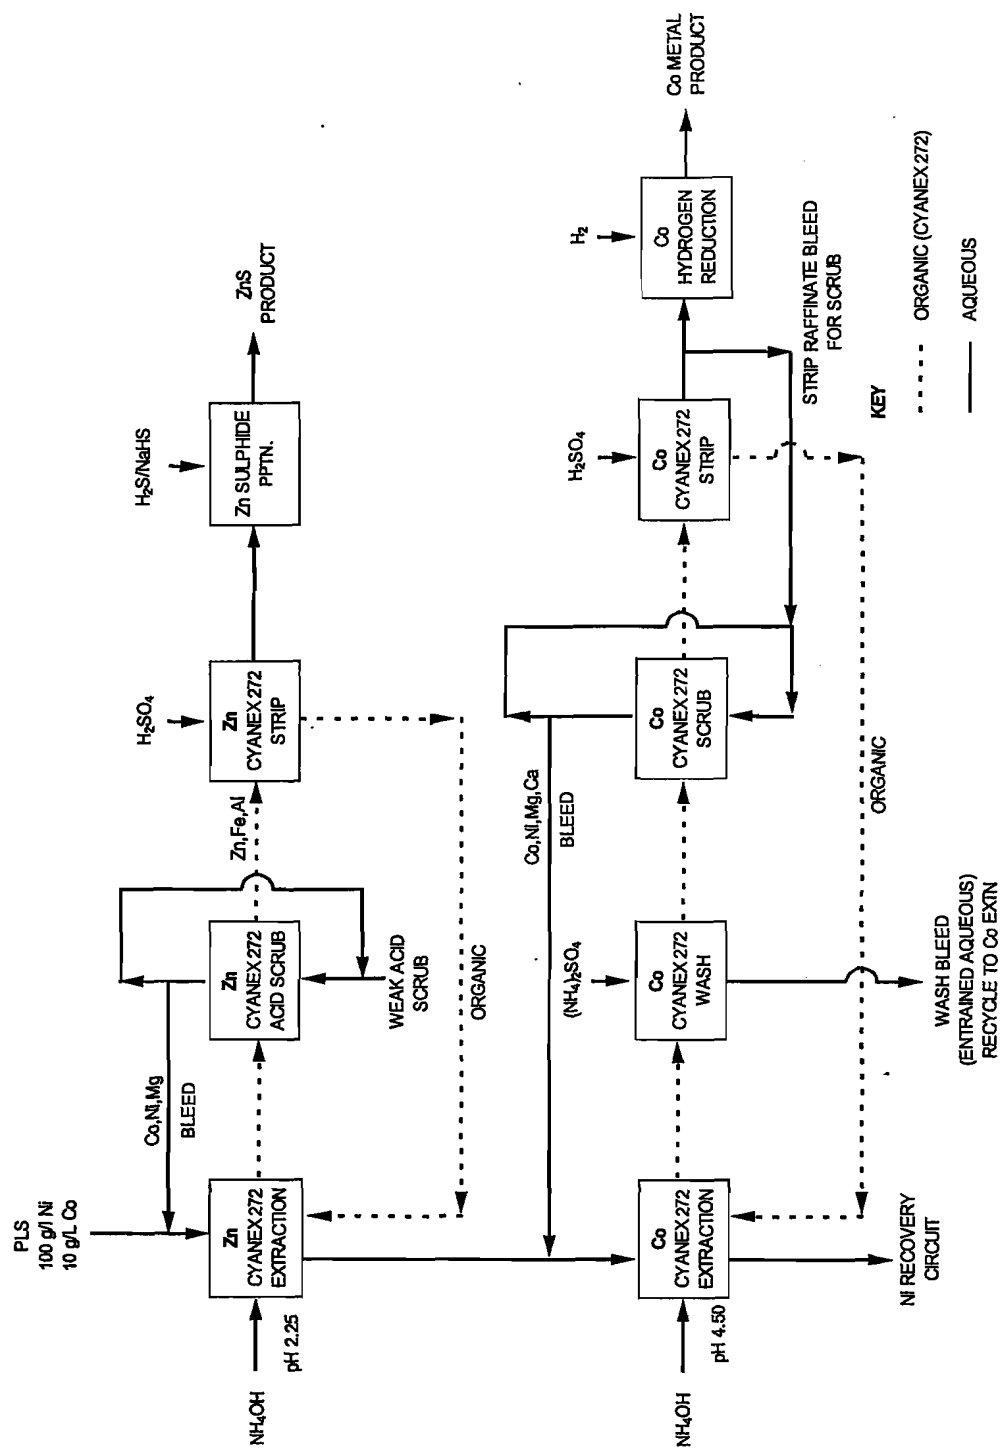 PLS
100 g/l Ni
10 g/L Co
NH₄OH
pH 2.25
Zn
CYANEX 272
EXTRACTION
Co,Ni,Mg
BLEED
Zn
CYANEX 272
ACID SCRUB
WEAK ACID
SCRUB
Zn,Fe,Al
H₂SO₄
Zn
CYANEX 272
STRIP
ORGANIC
H₂S/NaHS
Zn SULPHIDE
PPTN.
ZnS
PRODUCT
NH₄OH
pH 4.50
Co
CYANEX 272
EXTRACTION
NI RECOVERY
CIRCUIT
(NH₄)₂SO₄
Co
CYANEX 272
WASH
WASH BLEED
(ENTRAINED AQUEOUS)
RECYCLE TO Co EXTN
Co,Ni,Mg,Ca
BLEED
Co
CYANEX 272
SCRUB
ORGANIC
H₂SO₄
Co
CYANEX 272
STRIP
STRIP RAFFINATE BLEED
FOR SCRUB
H₂
Co
HYDROGEN
REDUCTION
Co METAL
PRODUCT
KEY
ORGANIC (CYANEX 272)
AQUEOUS